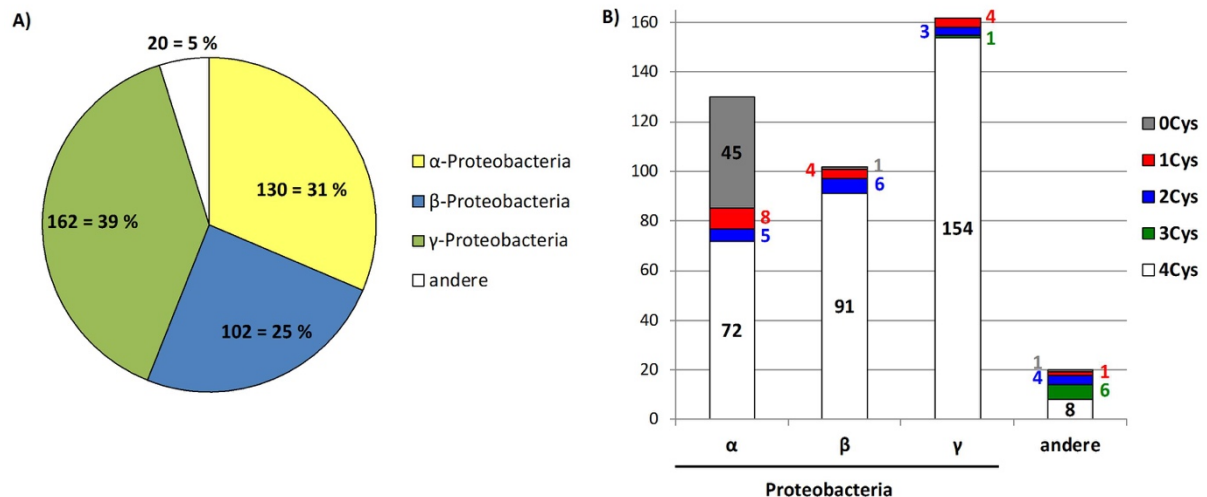 A)
20 = 5 %
130 = 31 %
162 = 39 %
102 = 25 %
α-Proteobacteria
β-Proteobacteria
γ-Proteobacteria
andere
B)
160
140
120
100
80
60
40
20
0
45
8
5
72
4
1
6
91
4
3
1
154
1
1
4
6
8
α
β
γ
andere
Proteobacteria
0Cys
1Cys
2Cys
3Cys
4Cys